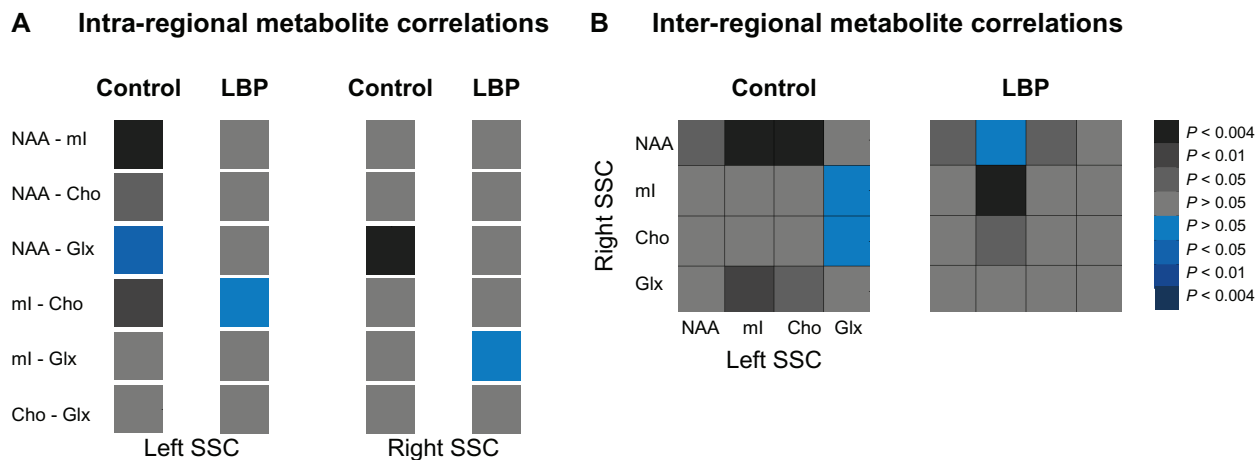 A Intra-regional metabolite correlations
Control LBP Control LBP
NAA - mI
NAA - Cho
NAA - Glx
mI - Cho
mI - Glx
Cho - Glx
Left SSC Right SSC
B Inter-regional metabolite correlations
Control LBP
Right SSC
NAA
mI
Cho
Glx
NAA mI Cho Glx
Left SSC
P < 0.004
P < 0.01
P < 0.05
P > 0.05
P > 0.05
P < 0.05
P < 0.01
P < 0.004